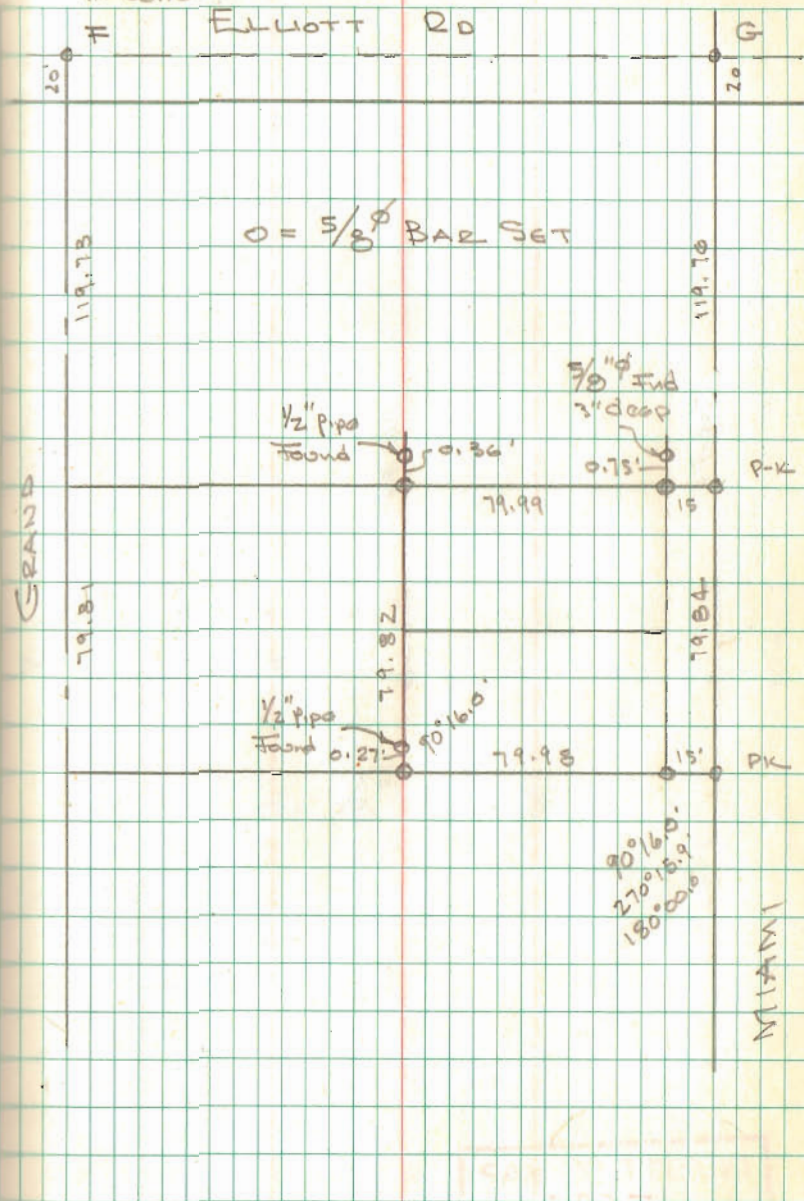 F ELLIOTT RD G
20'
20
O = 5/8 ϕ BAR SET
119.73
119.70
5/8" ϕ Fnd
3" deep
1/2" pipe
Found
0.36'
0.75'
P-K
79.99
15
GRAND
79.81
79.82
79.84
1/2" pipe
Found
0.27'
90°16.0'
79.98
15'
PK
90°16.0'
270°15.9'
180°00.0
MIAMI